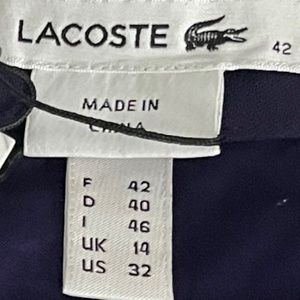 LACOSTE 42
MADE IN
CHINA
F 42
D 40
I 46
UK 14
US 32